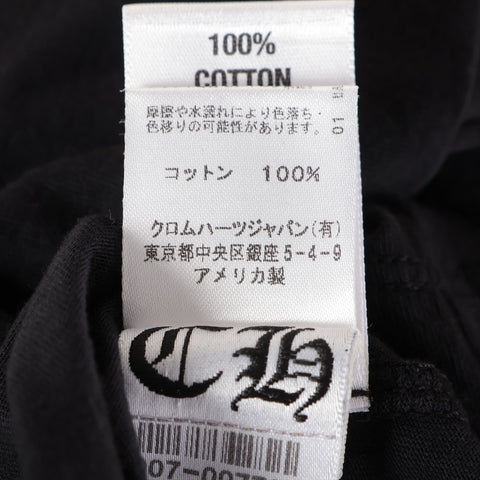 100%
COTTON
摩擦や水濡れにより色落ち・
色移りの可能性があります。
01
コットン 100%
クロムハーツジャパン(有)
東京都中央区銀座5-4-9
アメリカ製
CH